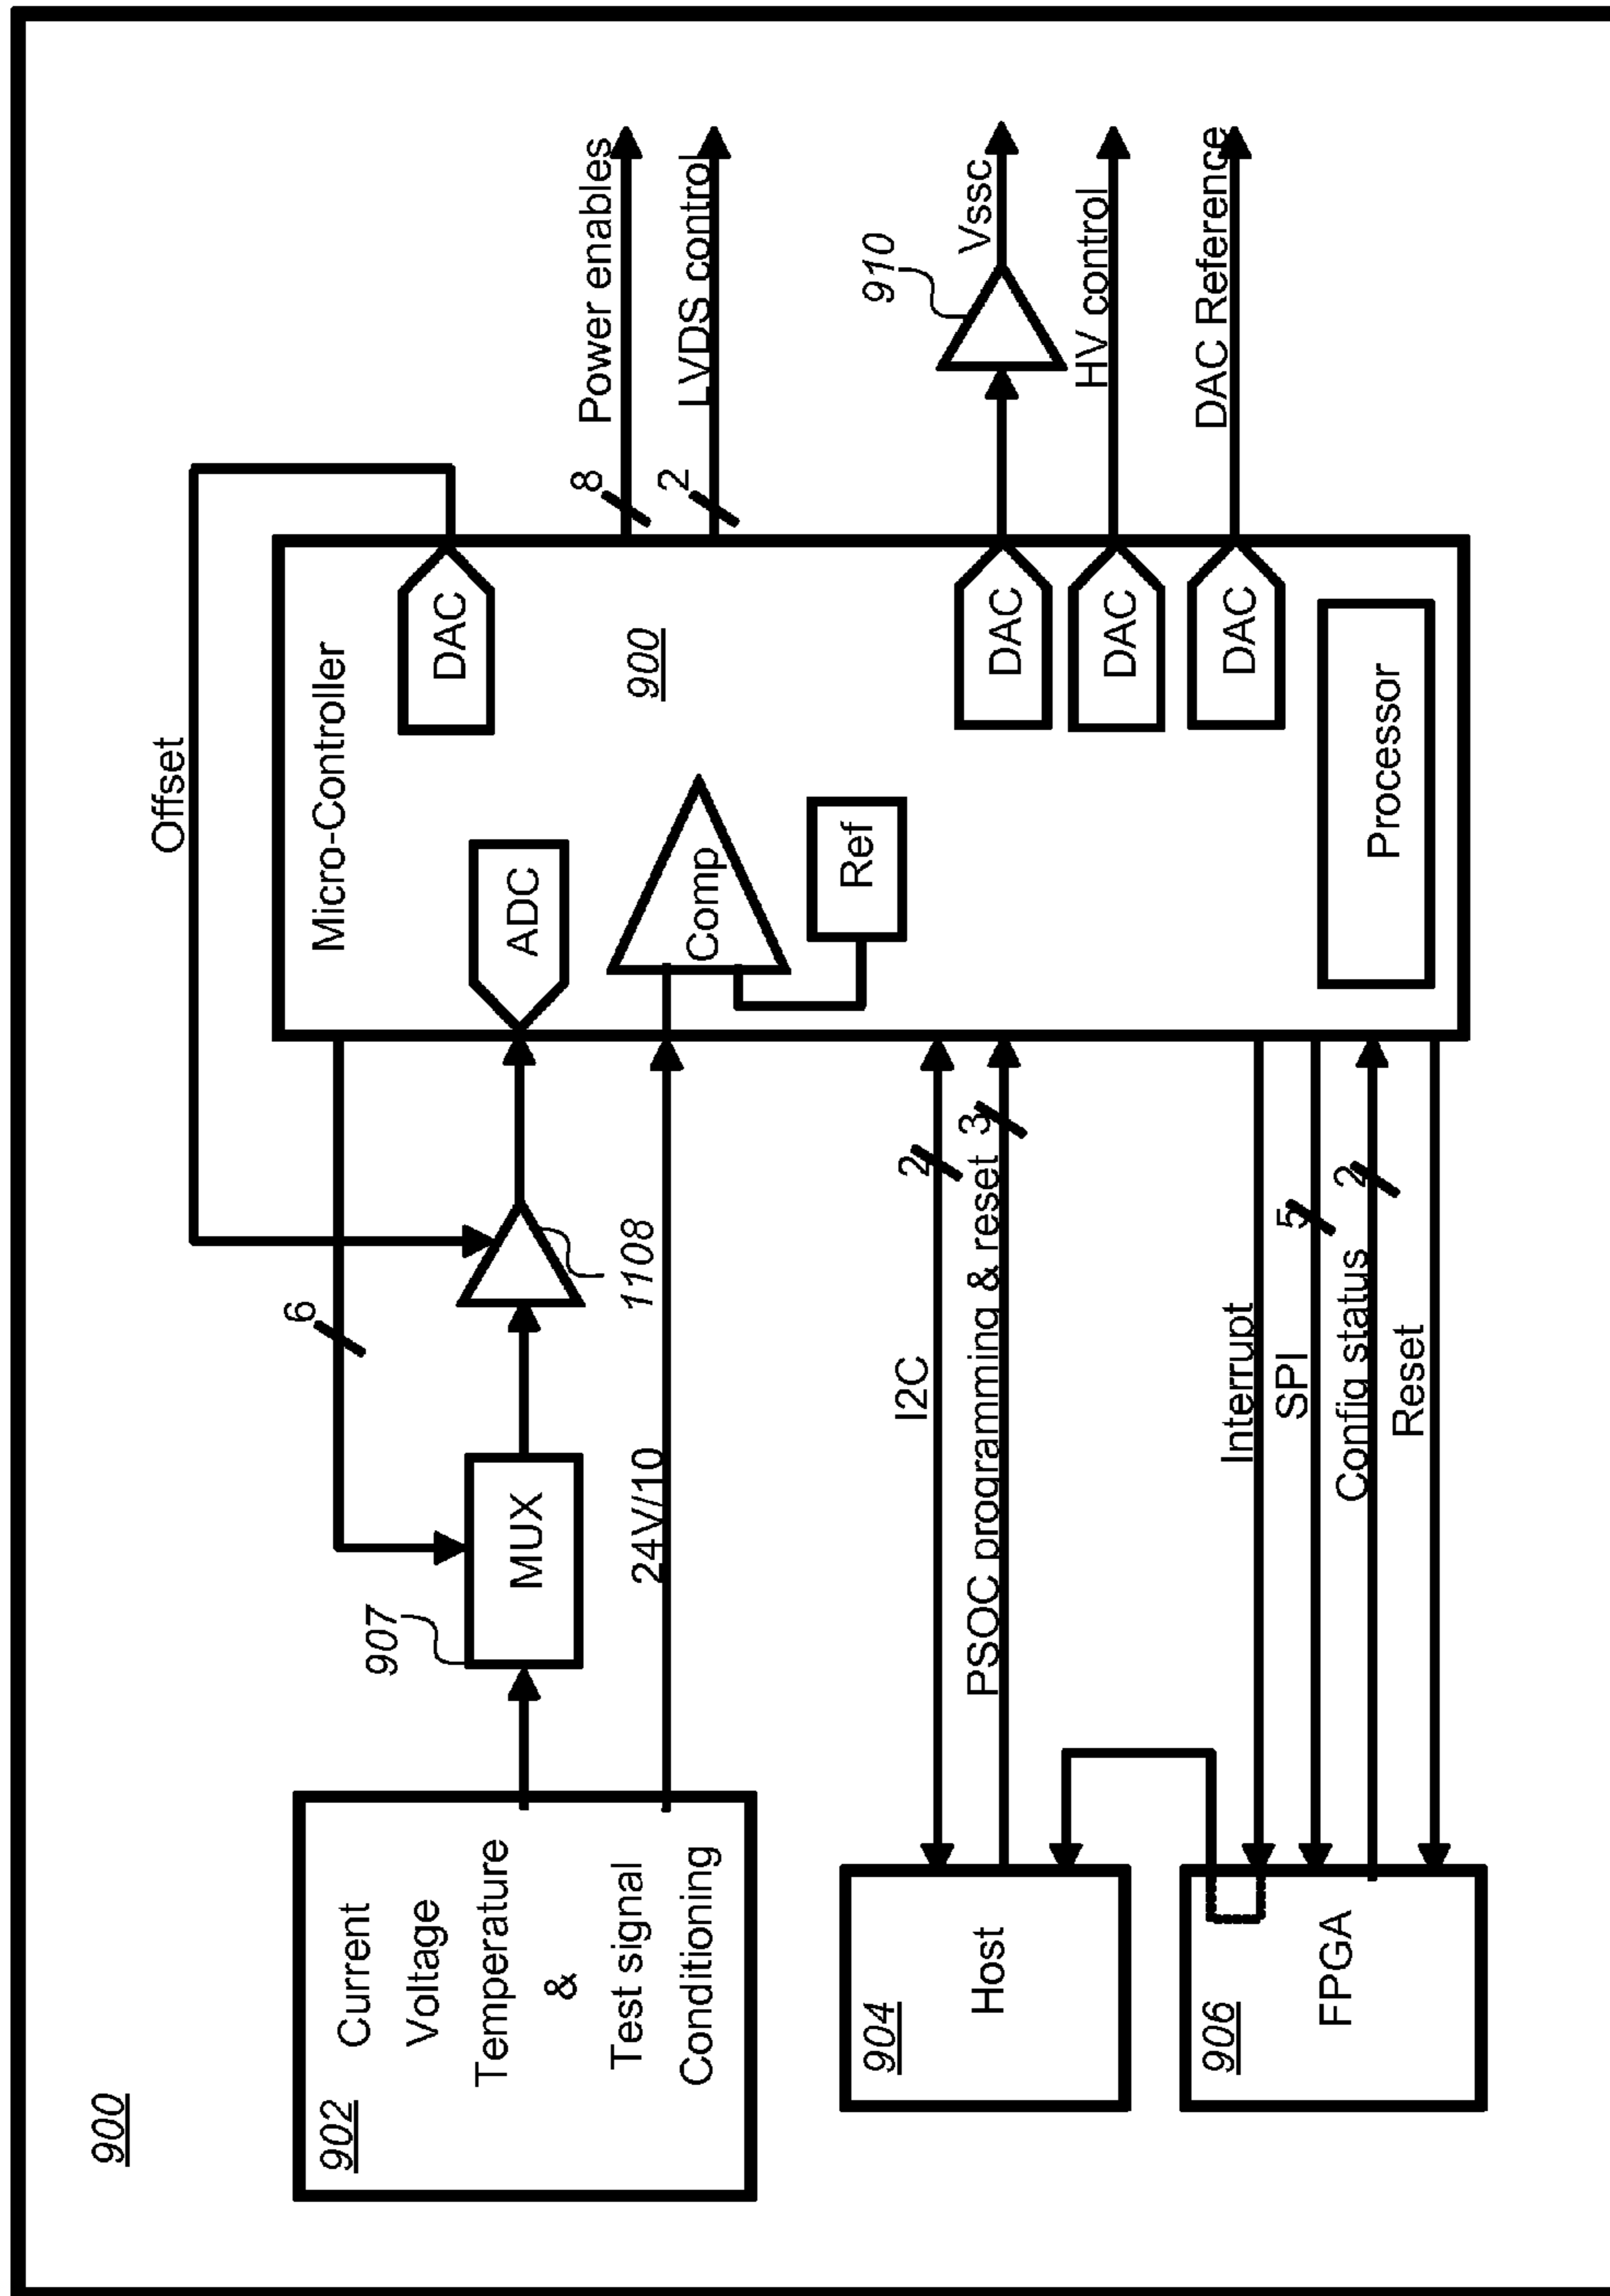 900
902
Current
Voltage
Temperature
&
Test signal
Conditioning
907
MUX
6
Offset
1108
24V/10
Micro-Controller
ADC
DAC
Comp
Ref
900
8
Power enables
2
LVDS control
910
Vssc
DAC
HV control
DAC
DAC Reference
DAC
Processor
904
Host
I2C
2
PSOC programming & reset
3
906
FPGA
Interrupt
SPI
5
Config status
2
Reset